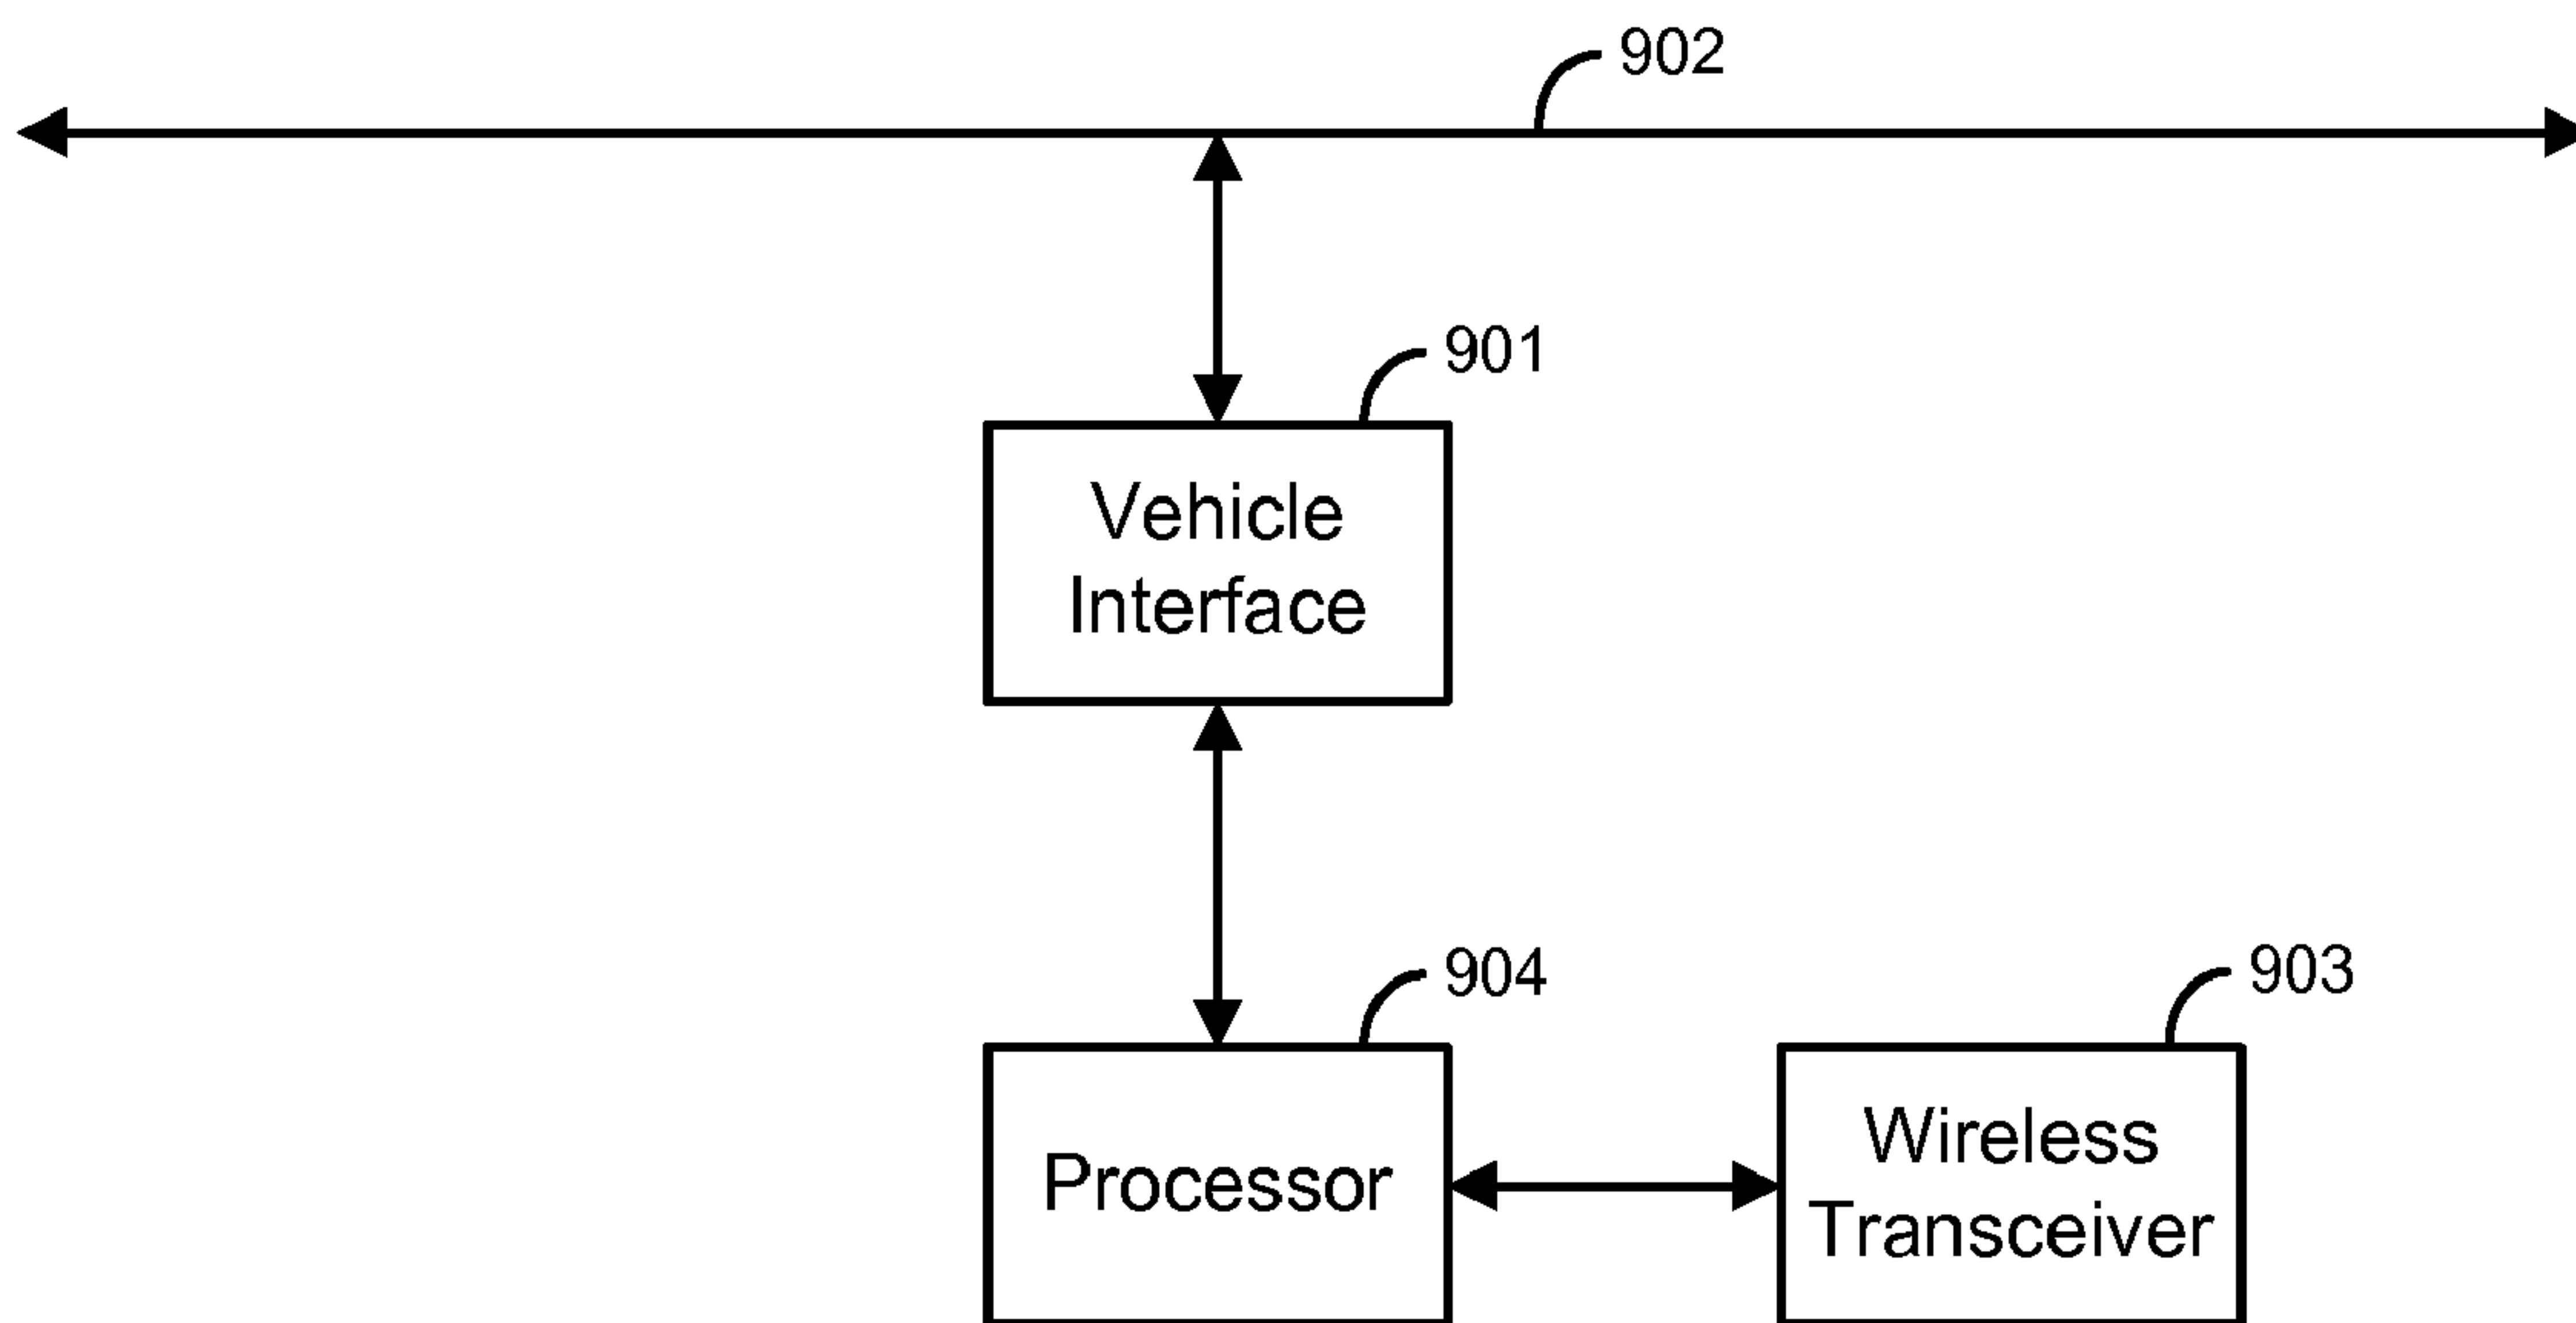 902
901
Vehicle
Interface
904
903
Processor
Wireless
Transceiver